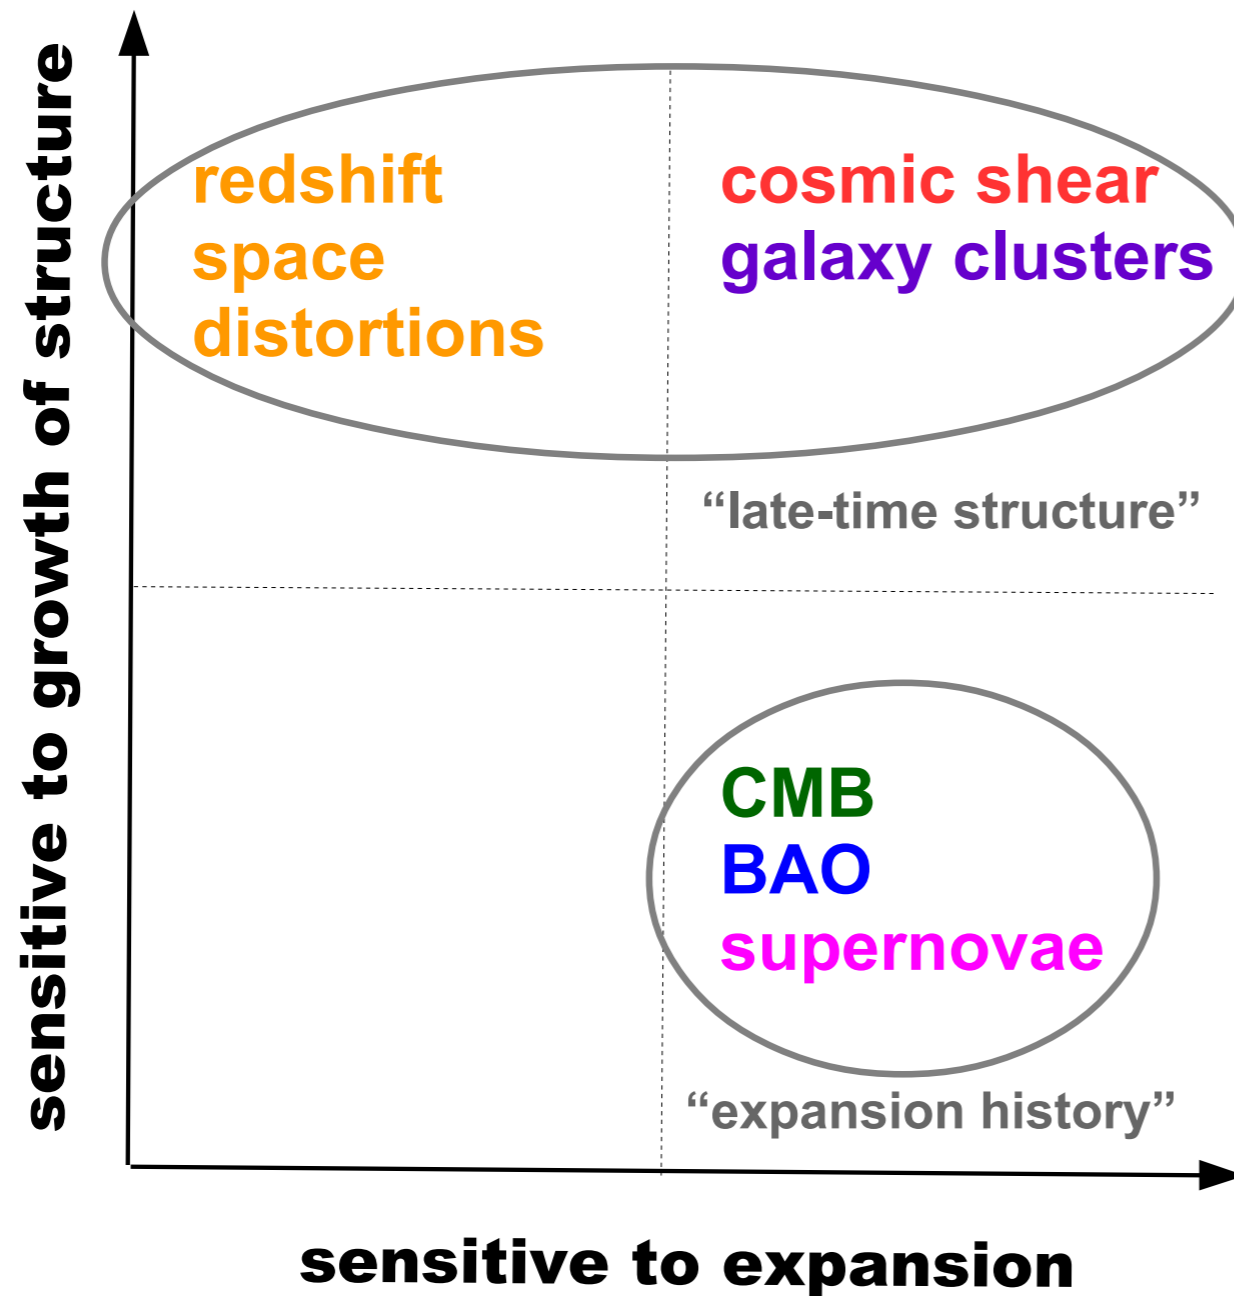 sensitive to growth of structure
redshift
space
distortions
cosmic shear
galaxy clusters
“late-time structure”
CMB
BAO
supernovae
“expansion history”
sensitive to expansion